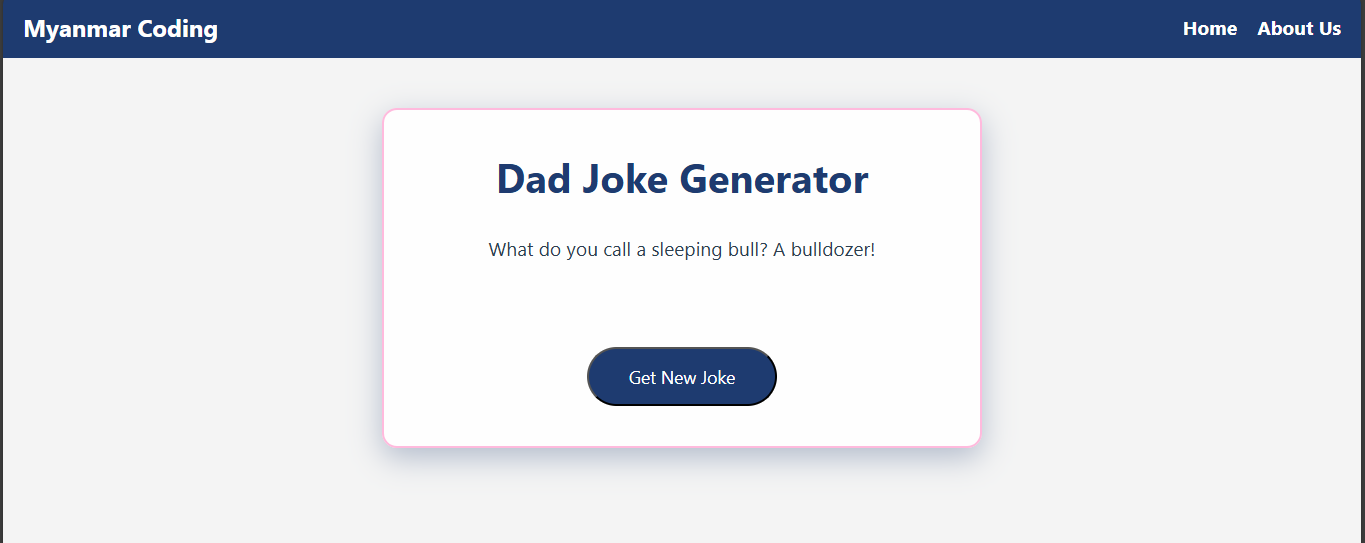 Myanmar Coding
Home
About Us
Dad Joke Generator
What do you call a sleeping bull? A bulldozer!
Get New Joke